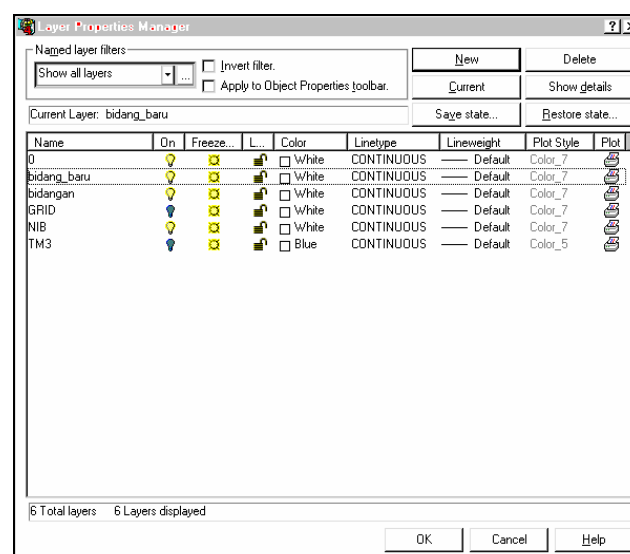 Layer Properties Manager
Named layer filters
Show all layers
...
Invert filter.
Apply to Object Properties toolbar.
New
Delete
Current
Show details
Current Layer: bidang_baru
Save state...
Restore state...
Name On Freeze... L... Color Linetype Lineweight Plot Style Plot
0 White CONTINUOUS Default Color_7
bidang_baru White CONTINUOUS Default Color_7
bidangan White CONTINUOUS Default Color_7
GRID White CONTINUOUS Default Color_7
NIB White CONTINUOUS Default Color_7
TM3 Blue CONTINUOUS Default Color_5
6 Total layers 6 Layers displayed
OK
Cancel
Help